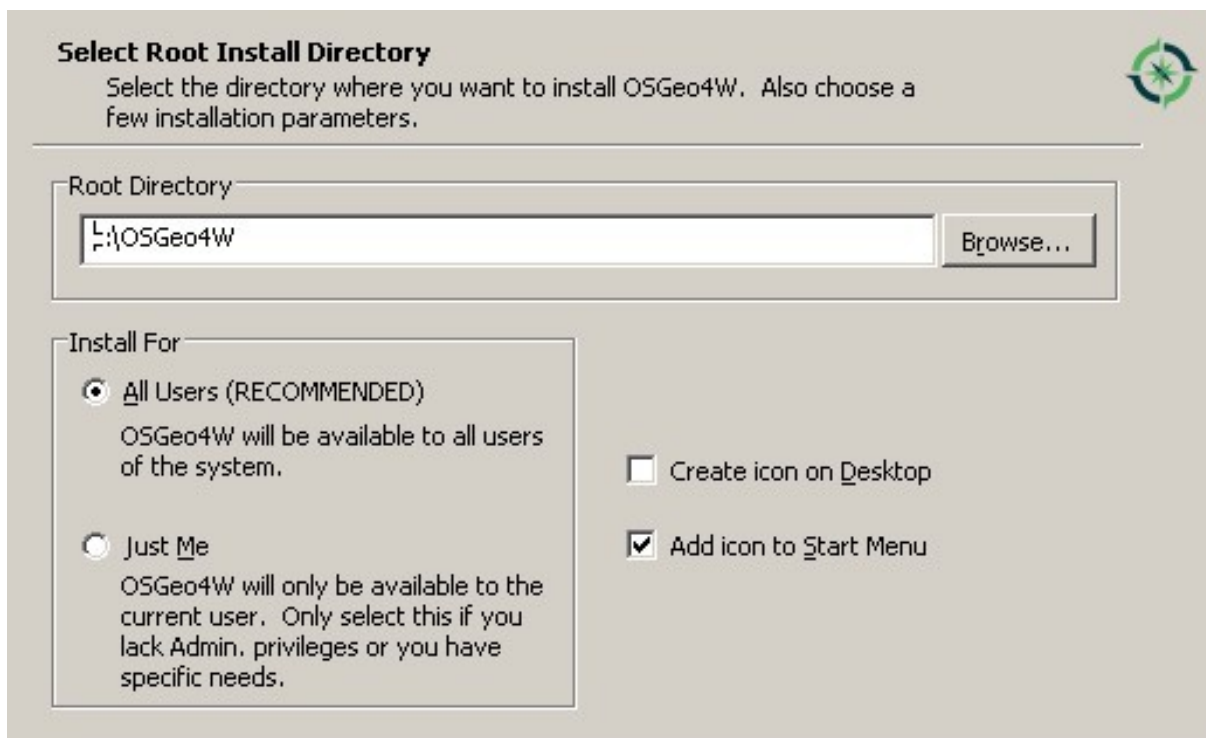 Select Root Install Directory
Select the directory where you want to install OSGeo4W. Also choose a
few installation parameters.
Root Directory
:\OSGeo4W
Browse...
Install For
All Users (RECOMMENDED)
OSGeo4W will be available to all users
of the system.
Create icon on Desktop
Just Me
Add icon to Start Menu
OSGeo4W will only be available to the
current user. Only select this if you
lack Admin. privileges or you have
specific needs.